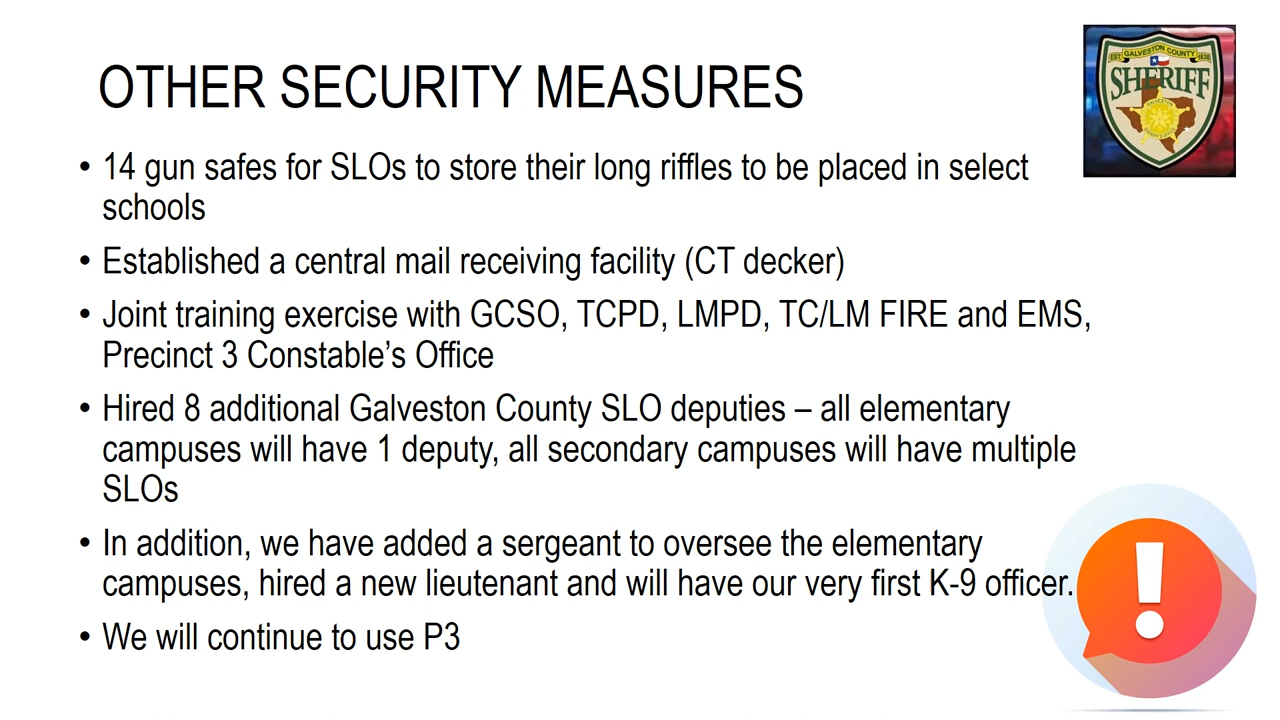 OTHER SECURITY MEASURES
EST. GALVESTON COUNTY 1838
SHERIFF
• 14 gun safes for SLOs to store their long riffles to be placed in select
schools
• Established a central mail receiving facility (CT decker)
• Joint training exercise with GCSO, TCPD, LMPD, TC/LM FIRE and EMS,
Precinct 3 Constable’s Office
• Hired 8 additional Galveston County SLO deputies – all elementary
campuses will have 1 deputy, all secondary campuses will have multiple
SLOs
• In addition, we have added a sergeant to oversee the elementary
campuses, hired a new lieutenant and will have our very first K-9 officer.
• We will continue to use P3
!